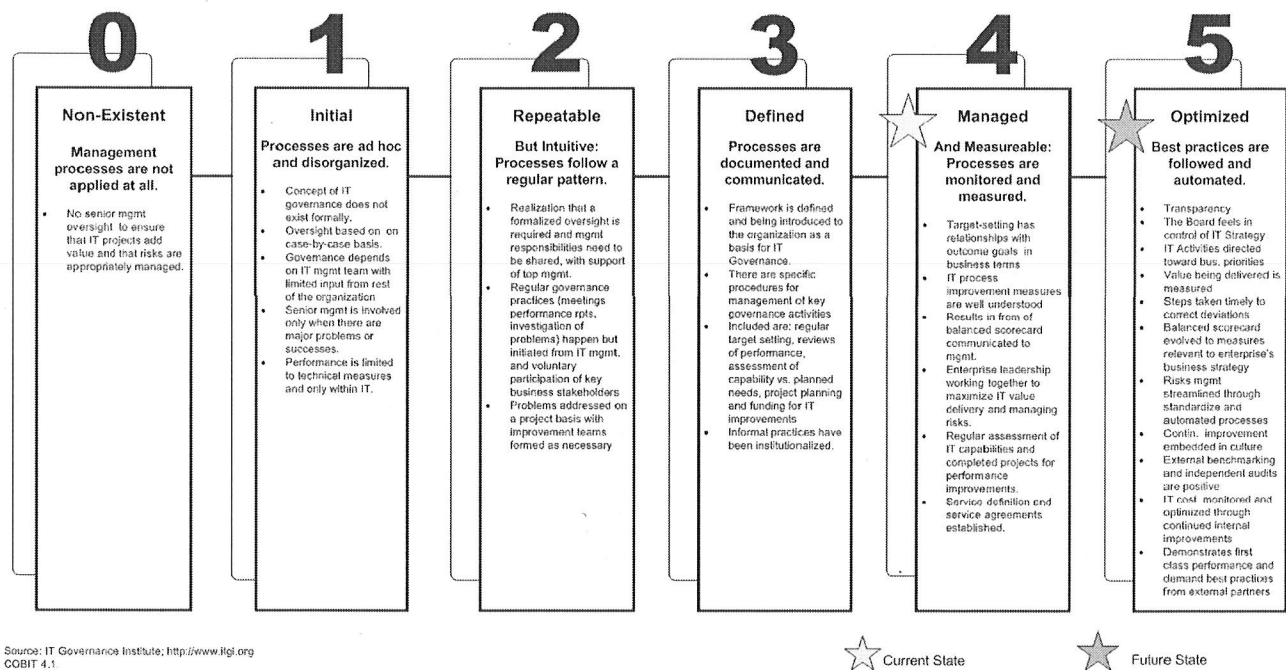 0
Non-Existent
Management
processes are not
applied at all.
• No senior mgmt
oversight to ensure
that IT projects add
value and that risks are
appropriately managed.
1
Initial
Processes are ad hoc
and disorganized.
• Concept of IT
governance does not
exist formally.
• Oversight based on on
case-by-case basis.
• Governance depends
on IT mgmt team with
limited input from rest
of the organization
• Senior mgmt is involved
only when there are
major problems or
successes.
• Performance is limited
to technical measures
and only within IT.
2
Repeatable
But Intuitive:
Processes follow a
regular pattern.
• Realization that a
formalized oversight is
required and mgmt
responsibilities need to
be shared, with support
of top mgmt.
• Regular governance
practices (meetings
performance rpts,
investigation of
problems) happen but
initiated from IT mgmt.
and voluntary
participation of key
business stakeholders
• Problems addressed on
a project basis with
improvement teams
formed as necessary
3
Defined
Processes are
documented and
communicated.
• Framework is defined
and being introduced to
the organization as a
basis for IT
Governance.
• There are specific
procedures for
management of key
governance activities
• Included are: regular
target setting, reviews
of performance,
assessment of
capability vs. planned
needs, project planning
and funding for IT
improvements
• Informal practices have
been institutionalized.
4
Managed
And Measureable:
Processes are
monitored and
measured.
• Target-setting has
relationships with
outcome goals in
business terms
• IT process
improvement measures
are well understood
• Results in from of
balanced scorecard
communicated to
mgmt.
• Enterprise leadership
working together to
maximize IT value
delivery and managing
risks.
• Regular assessment of
IT capabilities and
completed projects for
performance
improvements.
• Service definition and
service agreements
established.
5
Optimized
Best practices are
followed and
automated.
• Transparency
• The Board feels in
control of IT Strategy
• IT Activities directed
toward bus. priorities
• Value being delivered is
measured
• Steps taken timely to
correct deviations
• Balanced scorecard
evolved to measures
relevant to enterprise's
business strategy
• Risks mgmt
streamlined through
standardize and
automated processes
• Contin. improvement
embedded in culture
• External benchmarking
and independent audits
are positive
• IT cost monitored and
optimized through
continued internal
improvements
• Demonstrates first
class performance and
demand best practices
from external partners
Source: IT Governance Institute; http://www.itgi.org
COBIT 4.1.
Current State
Future State